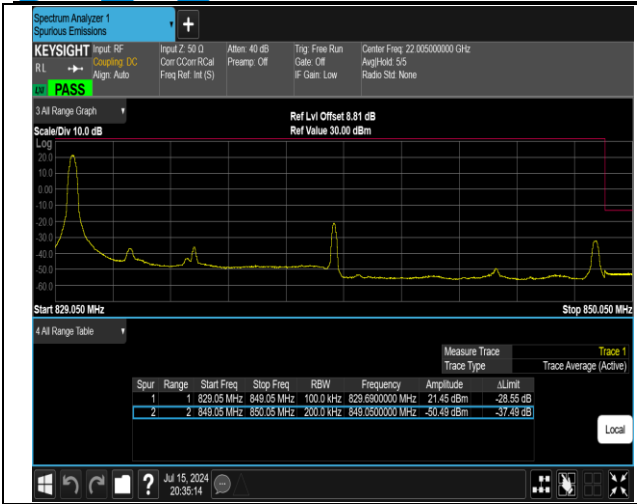 Spectrum Analyzer 1
Spurious Emissions
+
KEYSIGHT Input: RF Input Z: 50 Ω Atten: 40 dB Trig: Free Run Center Freq: 22.005000000 GHz
RL Coupling: DC Corr CCorr RCal Preamp: Off Gate: Off Avg|Hold: 5/5
Align: Auto Freq Ref: Int (S) IF Gain: Low Radio Std: None
PASS
3 All Range Graph
Ref Lvl Offset 8.81 dB
Scale/Div 10.0 dB Ref Value 30.00 dBm
Log
20.0
10.0
0.00
-10.0
-20.0
-30.0
-40.0
-50.0
-60.0
Start 829.050 MHz Stop 850.050 MHz
4 All Range Table
Measure Trace Trace 1
Trace Type Trace Average (Active)
Spur Range Start Freq Stop Freq RBW Frequency Amplitude ΔLimit
1 1 829.05 MHz 849.05 MHz 100.0 kHz 829.6900000 MHz 21.45 dBm -28.55 dB
2 2 849.05 MHz 850.05 MHz 200.0 kHz 849.0500000 MHz -50.49 dBm -37.49 dB
Local
? Jul 15, 2024
20:35:14